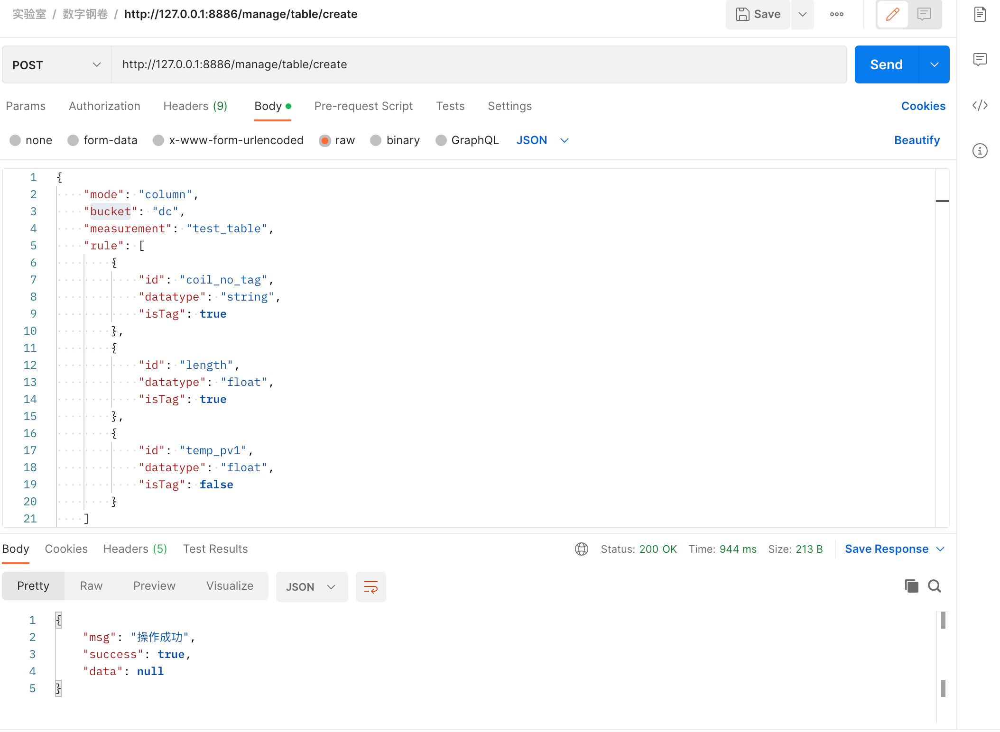 实验室 / 数字钢卷 / http://127.0.0.1:8886/manage/table/create
Save
POST http://127.0.0.1:8886/manage/table/create Send
Params Authorization Headers (9) Body Pre-request Script Tests Settings Cookies
none form-data x-www-form-urlencoded raw binary GraphQL JSON Beautify
1 {
2 "mode": "column",
3 "bucket": "dc",
4 "measurement": "test_table",
5 "rule": [
6 {
7 "id": "coil_no_tag",
8 "datatype": "string",
9 "isTag": true
10 },
11 {
12 "id": "length",
13 "datatype": "float",
14 "isTag": true
15 },
16 {
17 "id": "temp_pv1",
18 "datatype": "float",
19 "isTag": false
20 }
21 ]
Body Cookies Headers (5) Test Results Status: 200 OK Time: 944 ms Size: 213 B Save Response
Pretty Raw Preview Visualize JSON
1 {
2 "msg": "操作成功",
3 "success": true,
4 "data": null
5 }